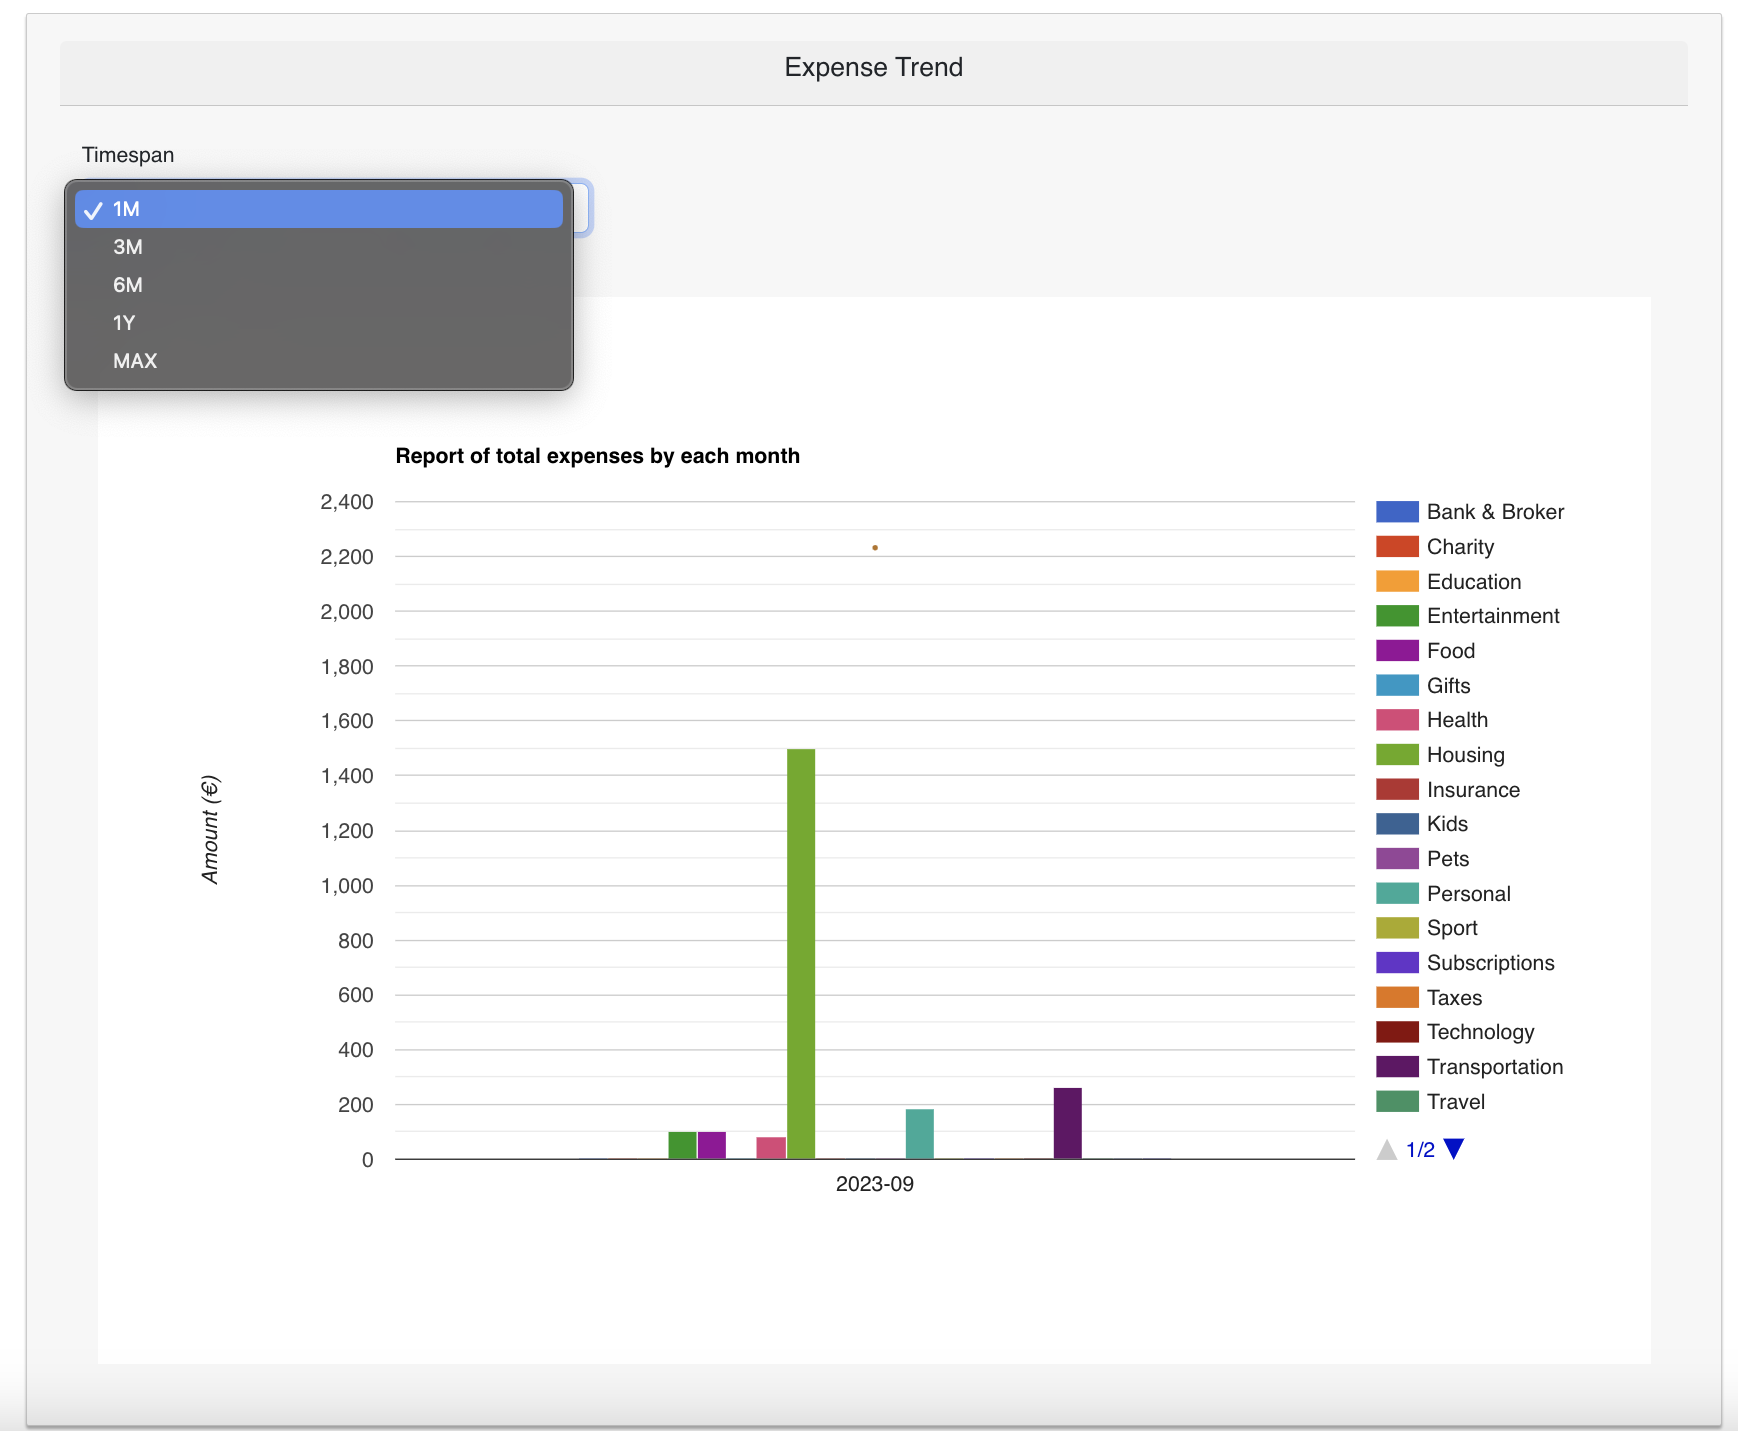 Expense Trend
Timespan
1M
3M
6M
1Y
MAX
Report of total expenses by each month
2,400
2,200
2,000
1,800
1,600
1,400
1,200
1,000
800
600
400
200
0
Amount (€)
2023-09
Bank & Broker
Charity
Education
Entertainment
Food
Gifts
Health
Housing
Insurance
Kids
Pets
Personal
Sport
Subscriptions
Taxes
Technology
Transportation
Travel
1/2